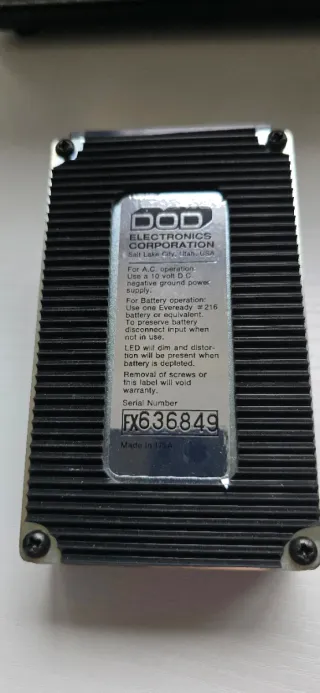 DOD
ELECTRONICS
CORPORATION
Salt Lake City, Utah, USA
For A.C. operation:
Use a 10 volt D.C.
negative ground power
supply.
For Battery operation:
Use one Eveready #216
battery or equivalent.
To preserve battery
disconnect input when
not in use.
LED will dim and distor-
tion will be present when
battery is depleted.
Removal of screws or
this label will void
warranty.
Serial Number
FX636849
Made in USA